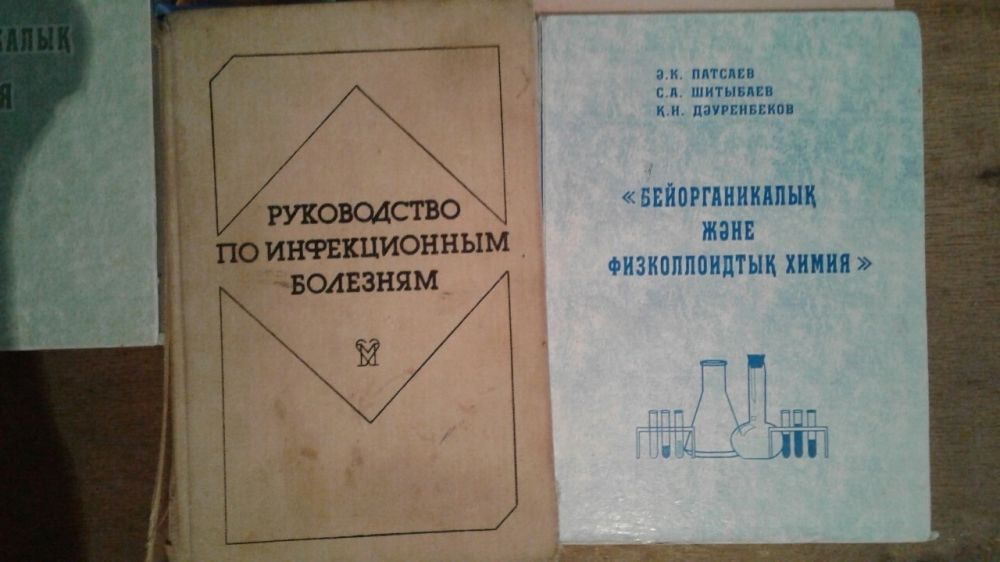 РУКОВОДСТВО
ПО ИНФЕКЦИОННЫМ
БОЛЕЗНЯМ
Ә.К. ПАТСАЕВ
С.А. ШИТЫБАЕВ
Қ.Н. ДӘУРЕНБЕКОВ
«БЕЙОРГАНИКАЛЫҚ
ЖӘНЕ
ФИЗКОЛЛОИДТЫҚ ХИМИЯ»